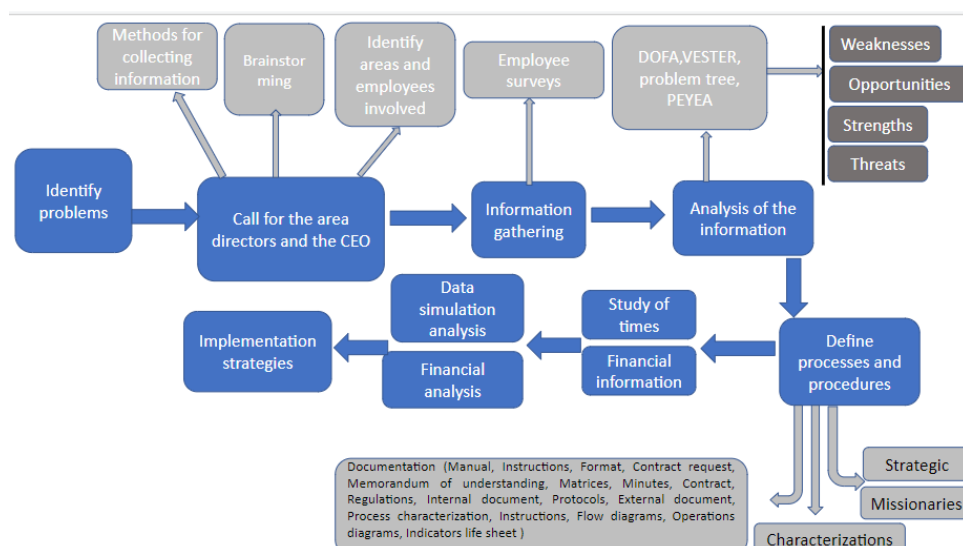 Methods for
collecting
information
Brainstor
ming
Identify
areas and
employees
involved
Employee
surveys
DOFA,VESTER,
problem tree,
PEYEA
Weaknesses
Opportunities
Strengths
Threats
Identify
problems
Call for the area
directors and the CEO
Information
gathering
Analysis of the
information
Data
simulation
analysis
Financial
analysis
Study of
times
Financial
information
Implementation
strategies
Define
processes and
procedures
Documentation (Manual, Instructions, Format, Contract request,
Memorandum of understanding, Matrices, Minutes, Contract,
Regulations, Internal document, Protocols, External document,
Process characterization, Instructions, Flow diagrams, Operations
diagrams, Indicators life sheet )
Strategic
Missionaries
Characterizations